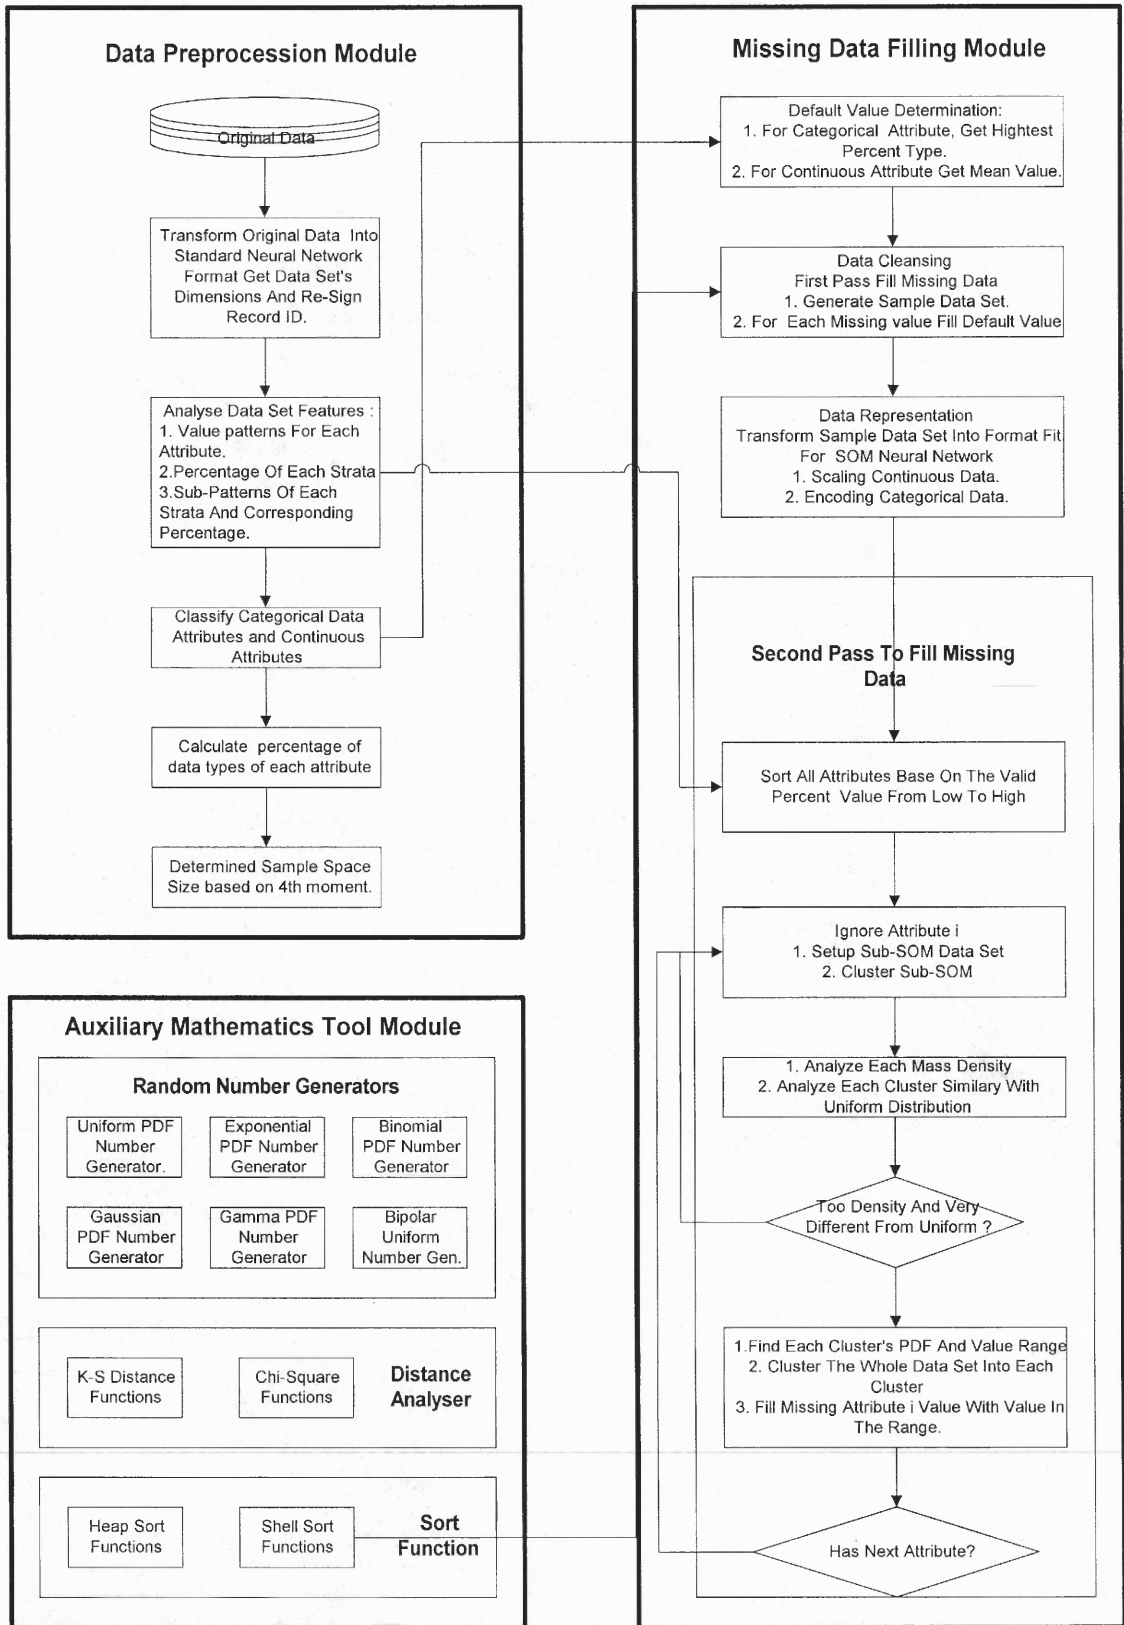 Data Preprocession Module
Original Data
Transform Original Data Into
Standard Neural Network
Format Get Data Set's
Dimensions And Re-Sign
Record ID.
Analyse Data Set Features :
1. Value patterns For Each
Attribute.
2.Percentage Of Each Strata
3.Sub-Patterns Of Each
Strata And Corresponding
Percentage.
Classify Categorical Data
Attributes and Continuous
Attributes
Calculate percentage of
data types of each attribute
Determined Sample Space
Size based on 4th moment.
Auxiliary Mathematics Tool Module
Random Number Generators
Uniform PDF
Number
Generator.
Exponential
PDF Number
Generator
Binomial
PDF Number
Generator
Gaussian
PDF Number
Generator
Gamma PDF
Number
Generator
Bipolar
Uniform
Number Gen.
K-S Distance
Functions
Chi-Square
Functions
Distance
Analyser
Heap Sort
Functions
Shell Sort
Functions
Sort
Function
Missing Data Filling Module
Default Value Determination:
1. For Categorical Attribute, Get Highest
Percent Type.
2. For Continuous Attribute Get Mean Value.
Data Cleansing
First Pass Fill Missing Data
1. Generate Sample Data Set.
2. For Each Missing value Fill Default Value
Data Representation
Transform Sample Data Set Into Format Fit
For SOM Neural Network
1. Scaling Continuous Data.
2. Encoding Categorical Data.
Second Pass To Fill Missing
Data
Sort All Attributes Base On The Valid
Percent Value From Low To High
Ignore Attribute i
1. Setup Sub-SOM Data Set
2. Cluster Sub-SOM
1. Analyze Each Mass Density
2. Analyze Each Cluster Similary With
Uniform Distribution
Too Density And Very
Different From Uniform ?
1.Find Each Cluster's PDF And Value Range
2. Cluster The Whole Data Set Into Each
Cluster
3. Fill Missing Attribute i Value With Value In
The Range.
Has Next Attribute?